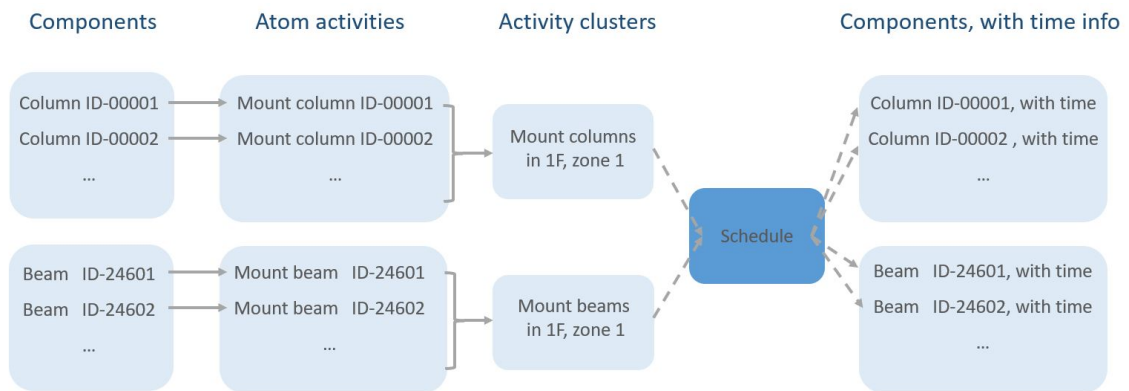 Components
Atom activities
Activity clusters
Components, with time info
Column ID-00001
Column ID-00002
...
Mount column ID-00001
Mount column ID-00002
...
Mount columns
in 1F, zone 1
Schedule
Column ID-00001, with time
Column ID-00002 , with time
...
Beam ID-24601
Beam ID-24602
...
Mount beam ID-24601
Mount beam ID-24602
...
Mount beams
in 1F, zone 1
Beam ID-24601, with time
Beam ID-24602, with time
...